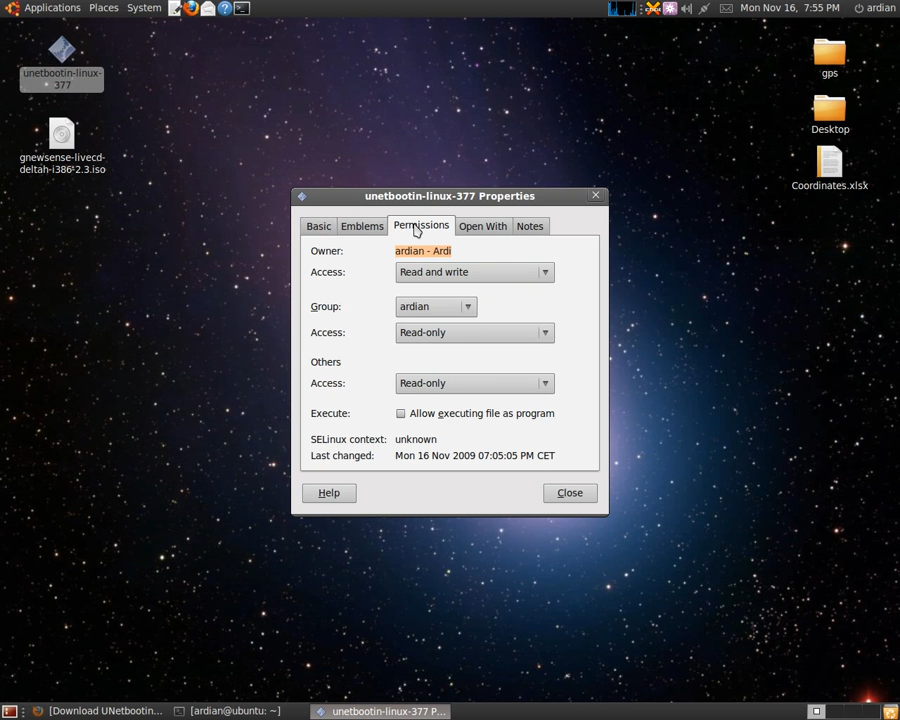 Applications Places System
Mon Nov 16, 7:55 PM ardian
unetbootin-linux-
377
gnewsense-livecd-
deltah-i386-2.3.iso
gps
Desktop
Coordinates.xlsx
unetbootin-linux-377 Properties
Basic Emblems Permissions Open With Notes
Owner: ardian - Ardi
Access: Read and write
Group: ardian
Access: Read-only
Others
Access: Read-only
Execute: Allow executing file as program
SELinux context: unknown
Last changed: Mon 16 Nov 2009 07:05:05 PM CET
Help Close
[Download UNetbootin... [ardian@ubuntu: ~] unetbootin-linux-377 P...